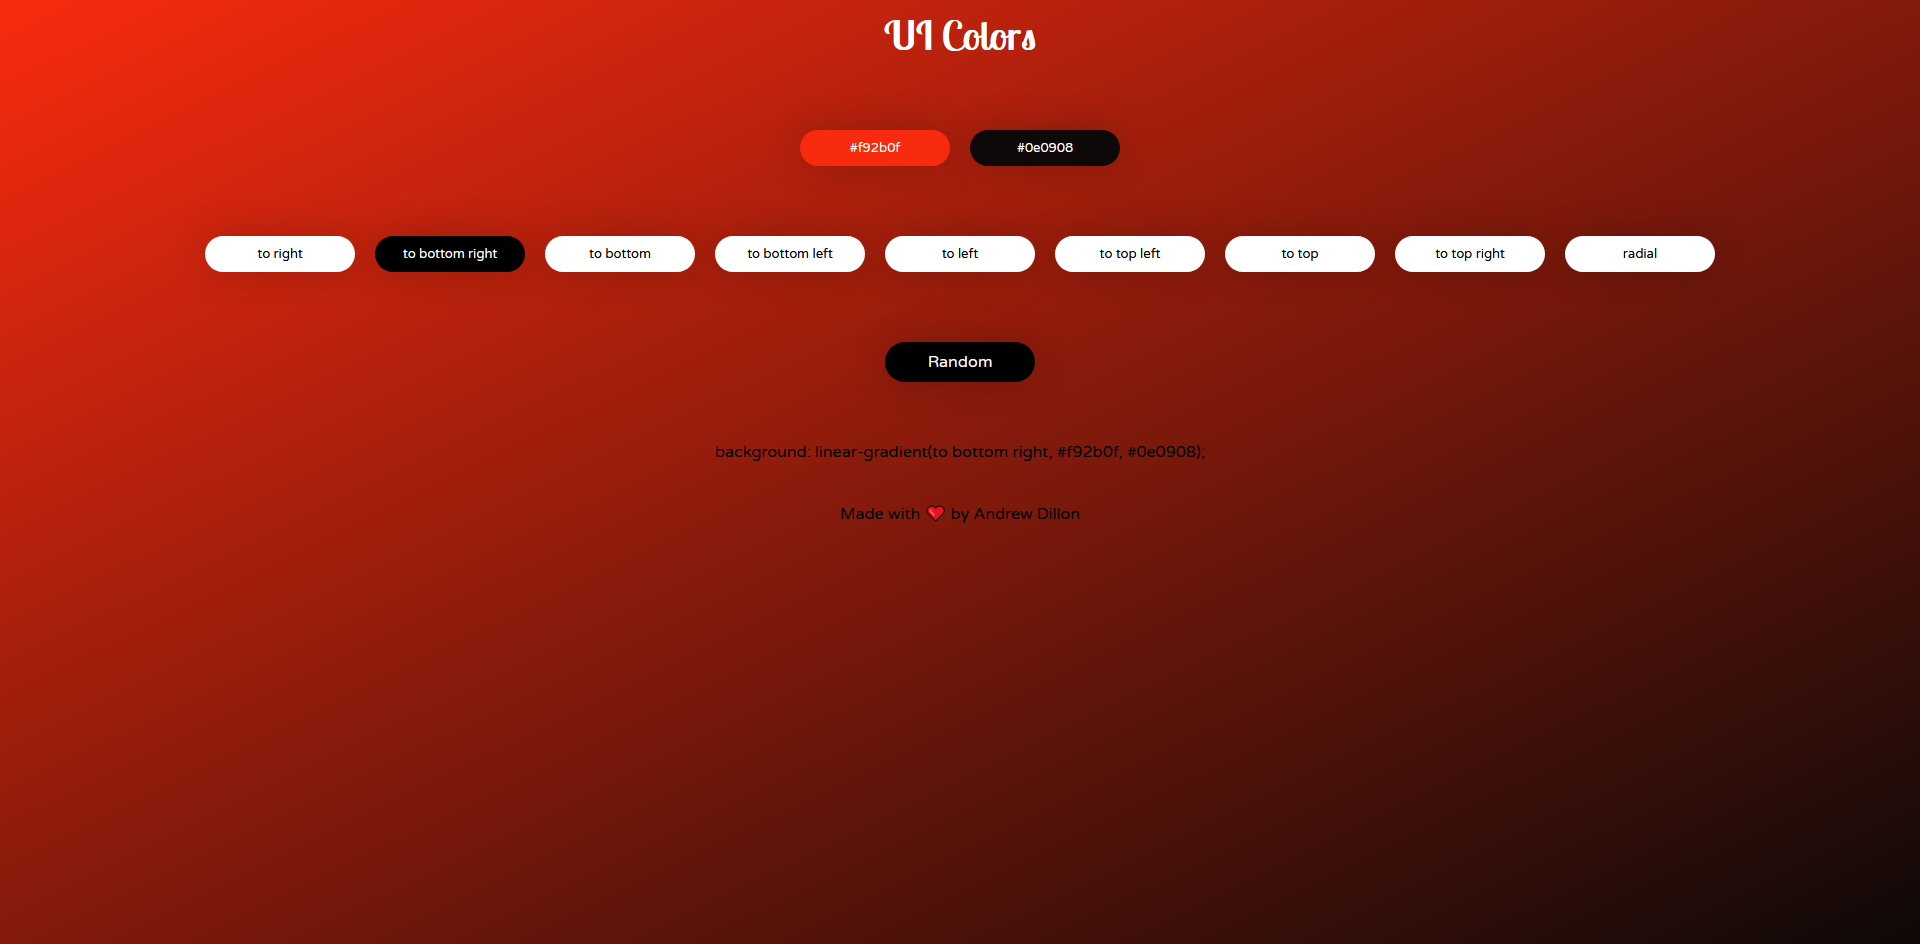 UI Colors
#f92b0f #0e0908
to right to bottom right to bottom to bottom left to left to top left to top to top right radial
Random
background: linear-gradient(to bottom right, #f92b0f, #0e0908);
Made with ❤️ by Andrew Dillon